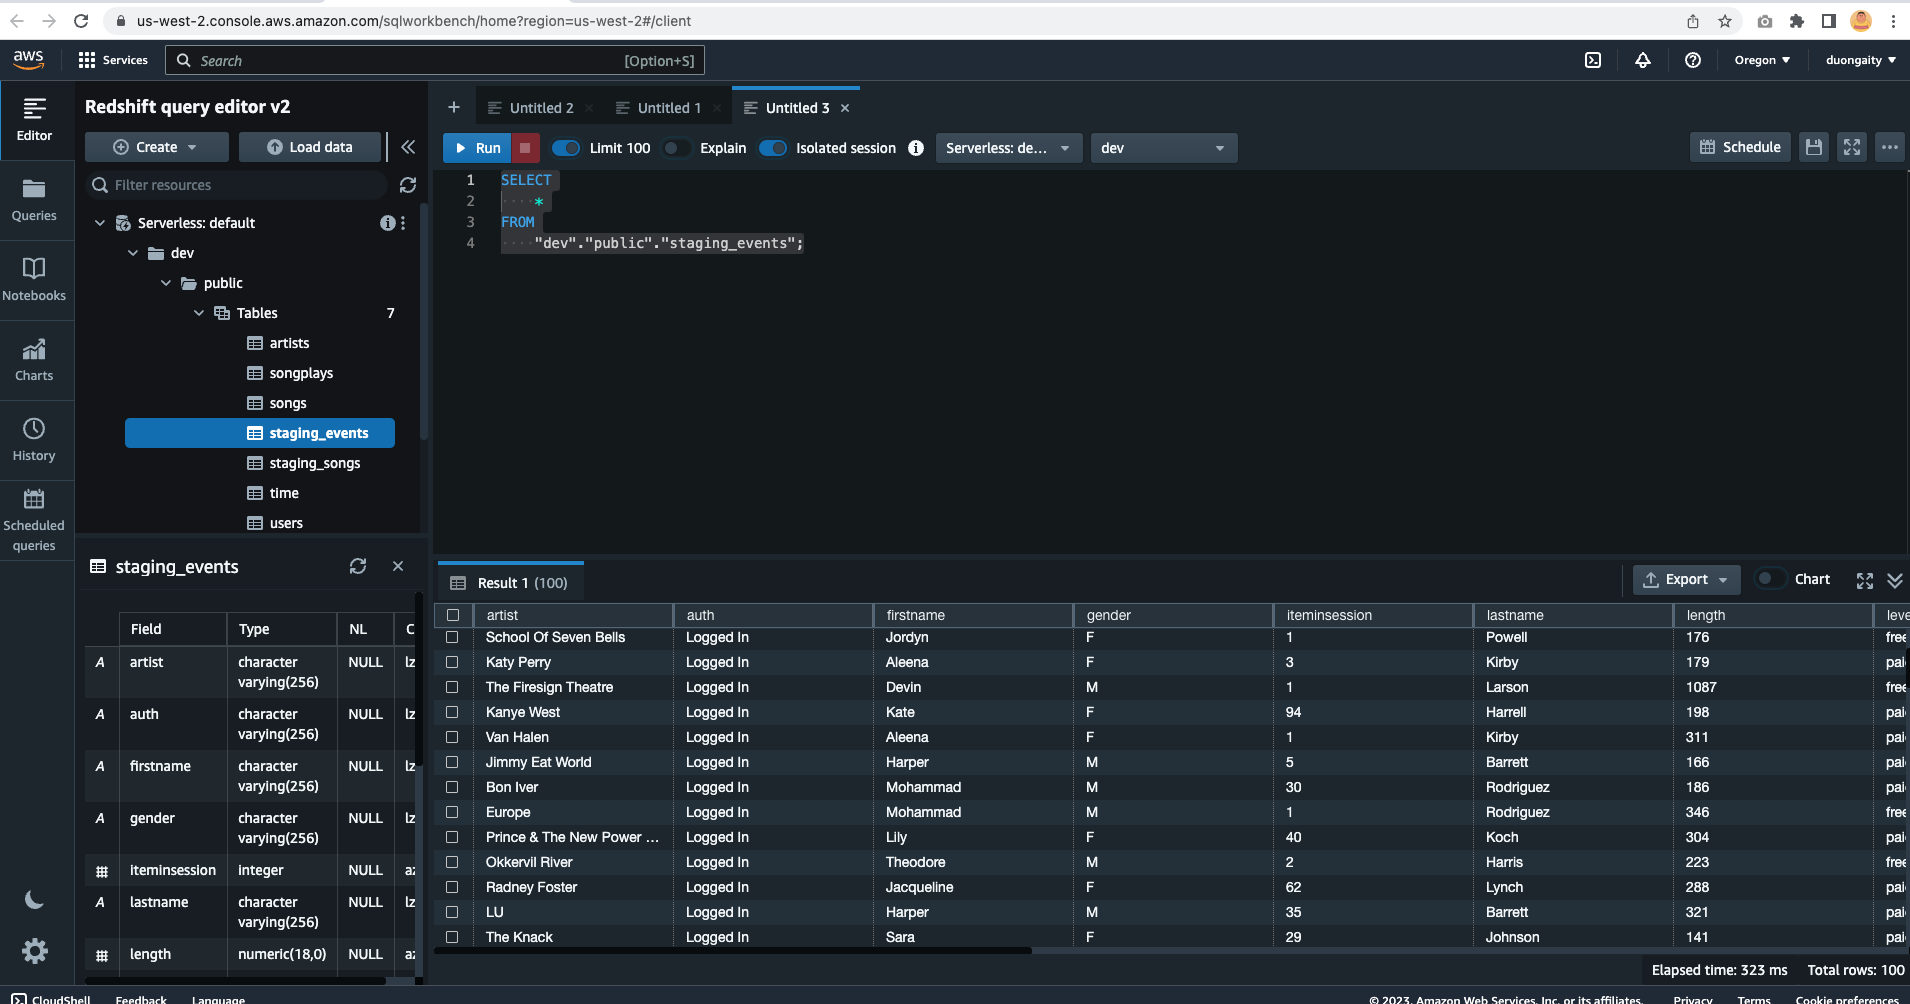 us-west-2.console.aws.amazon.com/sqlworkbench/home?region=us-west-2#/client
aws
Services
Search
[Option+S]
Oregon
duongaity
Editor
Queries
Notebooks
Charts
History
Scheduled
queries
Redshift query editor v2
Create
Load data
Filter resources
Serverless: default
dev
public
Tables 7
artists
songplays
songs
staging_events
staging_songs
time
users
staging_events
Field Type NL C
A artist character varying(256) NULL lz
A auth character varying(256) NULL lz
A firstname character varying(256) NULL lz
A gender character varying(256) NULL lz
iteminsession integer NULL az
A lastname character varying(256) NULL lz
length numeric(18,0) NULL az
Untitled 2
Untitled 1
Untitled 3
Run
Limit 100
Explain
Isolated session
Serverless: de...
dev
Schedule
1 SELECT
2 *
3 FROM
4 "dev"."public"."staging_events";
Result 1 (100)
Export
Chart
artist auth firstname gender iteminsession lastname length leve
School Of Seven Bells Logged In Jordyn F 1 Powell 176 free
Katy Perry Logged In Aleena F 3 Kirby 179 pai
The Firesign Theatre Logged In Devin M 1 Larson 1087 free
Kanye West Logged In Kate F 94 Harrell 198 pai
Van Halen Logged In Aleena F 1 Kirby 311 pai
Jimmy Eat World Logged In Harper M 5 Barrett 166 pai
Bon Iver Logged In Mohammad M 30 Rodriguez 186 pai
Europe Logged In Mohammad M 1 Rodriguez 346 free
Prince & The New Power ... Logged In Lily F 40 Koch 304 pai
Okkervil River Logged In Theodore M 2 Harris 223 free
Radney Foster Logged In Jacqueline F 62 Lynch 288 pai
LU Logged In Harper M 35 Barrett 321 pai
The Knack Logged In Sara F 29 Johnson 141 pai
Elapsed time: 323 ms Total rows: 100
CloudShell Feedback Language
© 2023, Amazon Web Services, Inc. or its affiliates. Privacy Terms Cookie preferences